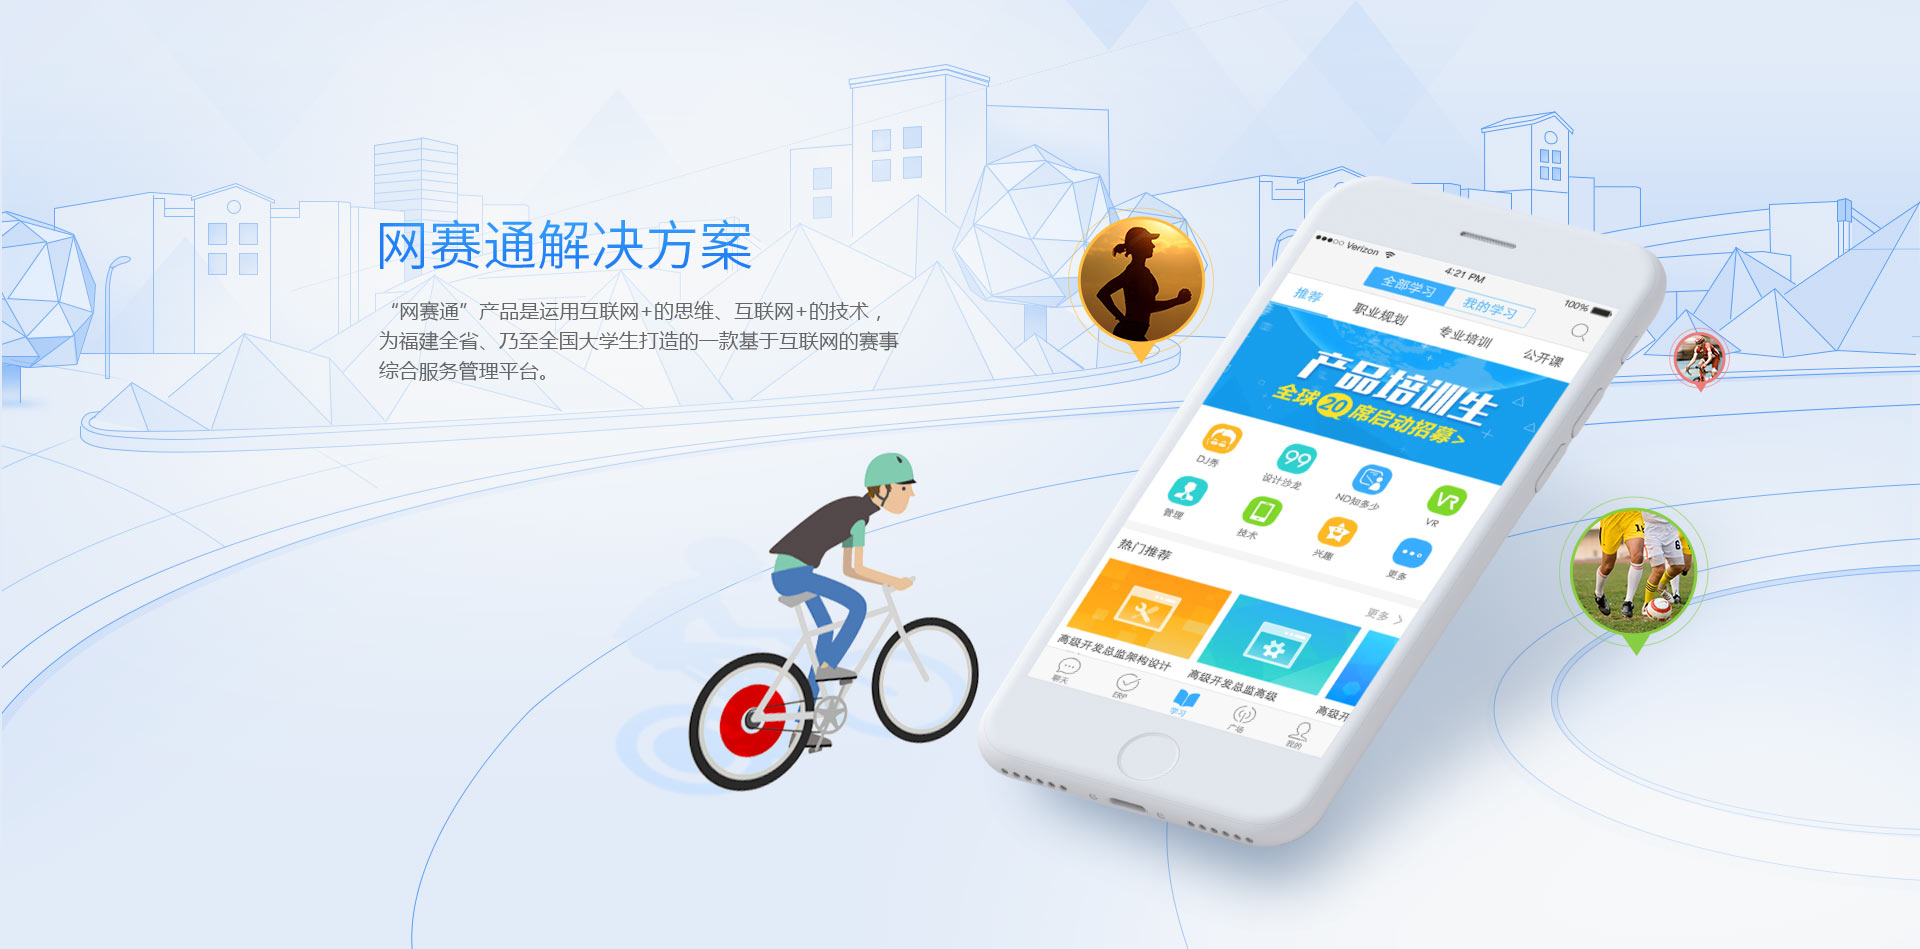 网赛通解决方案
“网赛通”产品是运用互联网+的思维、互联网+的技术，
为福建全省、乃至全国大学生打造的一款基于互联网的赛事
综合服务管理平台。
Verizon
4:21 PM
100%
全部学习 我的学习
推荐 职业规划 专业培训 公开课
产品培训生
全球20席启动招募>
DJ秀 设计沙龙 ND知多少 VR
管理 技术 兴趣 更多
热门推荐 更多
高级开发总监架构设计 高级开发总监高级 高级开
聊天 ERP 学习 广场 我的